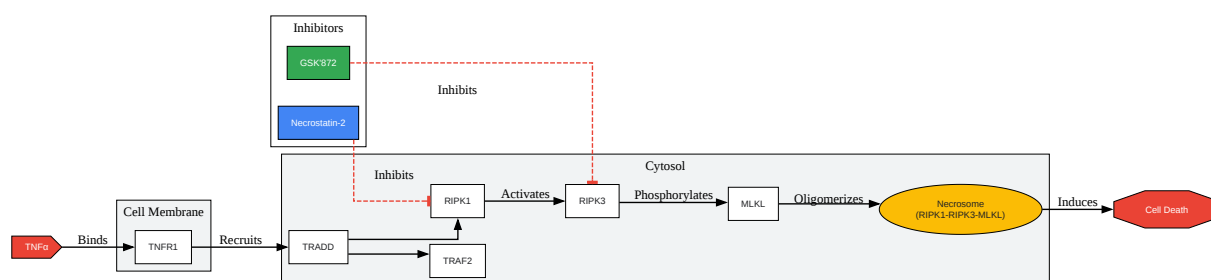 Inhibitors
GSK'872
Inhibits
Necrostatin-2
Cytosol
Inhibits
RIPK1
Activates
RIPK3
Phosphorylates
MLKL
Oligomerizes
Necrosome
(RIPK1-RIPK3-MLKL)
Induces
Cell Death
Cell Membrane
TNFα
Binds
TNFR1
Recruits
TRADD
TRAF2